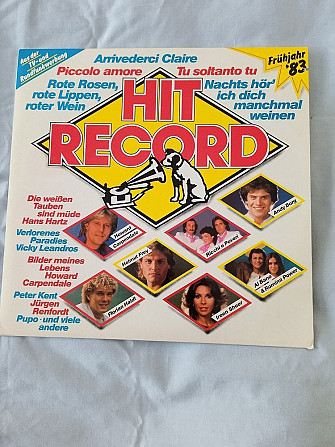 Aus der
TV- und
Rundfunkwerbung
Frühjahr
'83
Arrivederci Claire
Piccolo amore
Tu soltanto tu
Rote Rosen,
rote Lippen,
roter Wein
Nachts hör'
ich dich
manchmal
weinen
HIT
RECORD
Die weißen
Tauben
sind müde
Hans Hartz
Verlorenes
Paradies
Vicky Leandros
Bilder meines
Lebens
Howard
Carpendale
Peter Kent
Jürgen
Renfordt
Pupo · und viele
andere
Howard
Carpendale
Ricchi e Poveri
Andy Borg
Helmut Frey
Al Bano
& Romina Power
Florian Haidt
Ireen Sheer